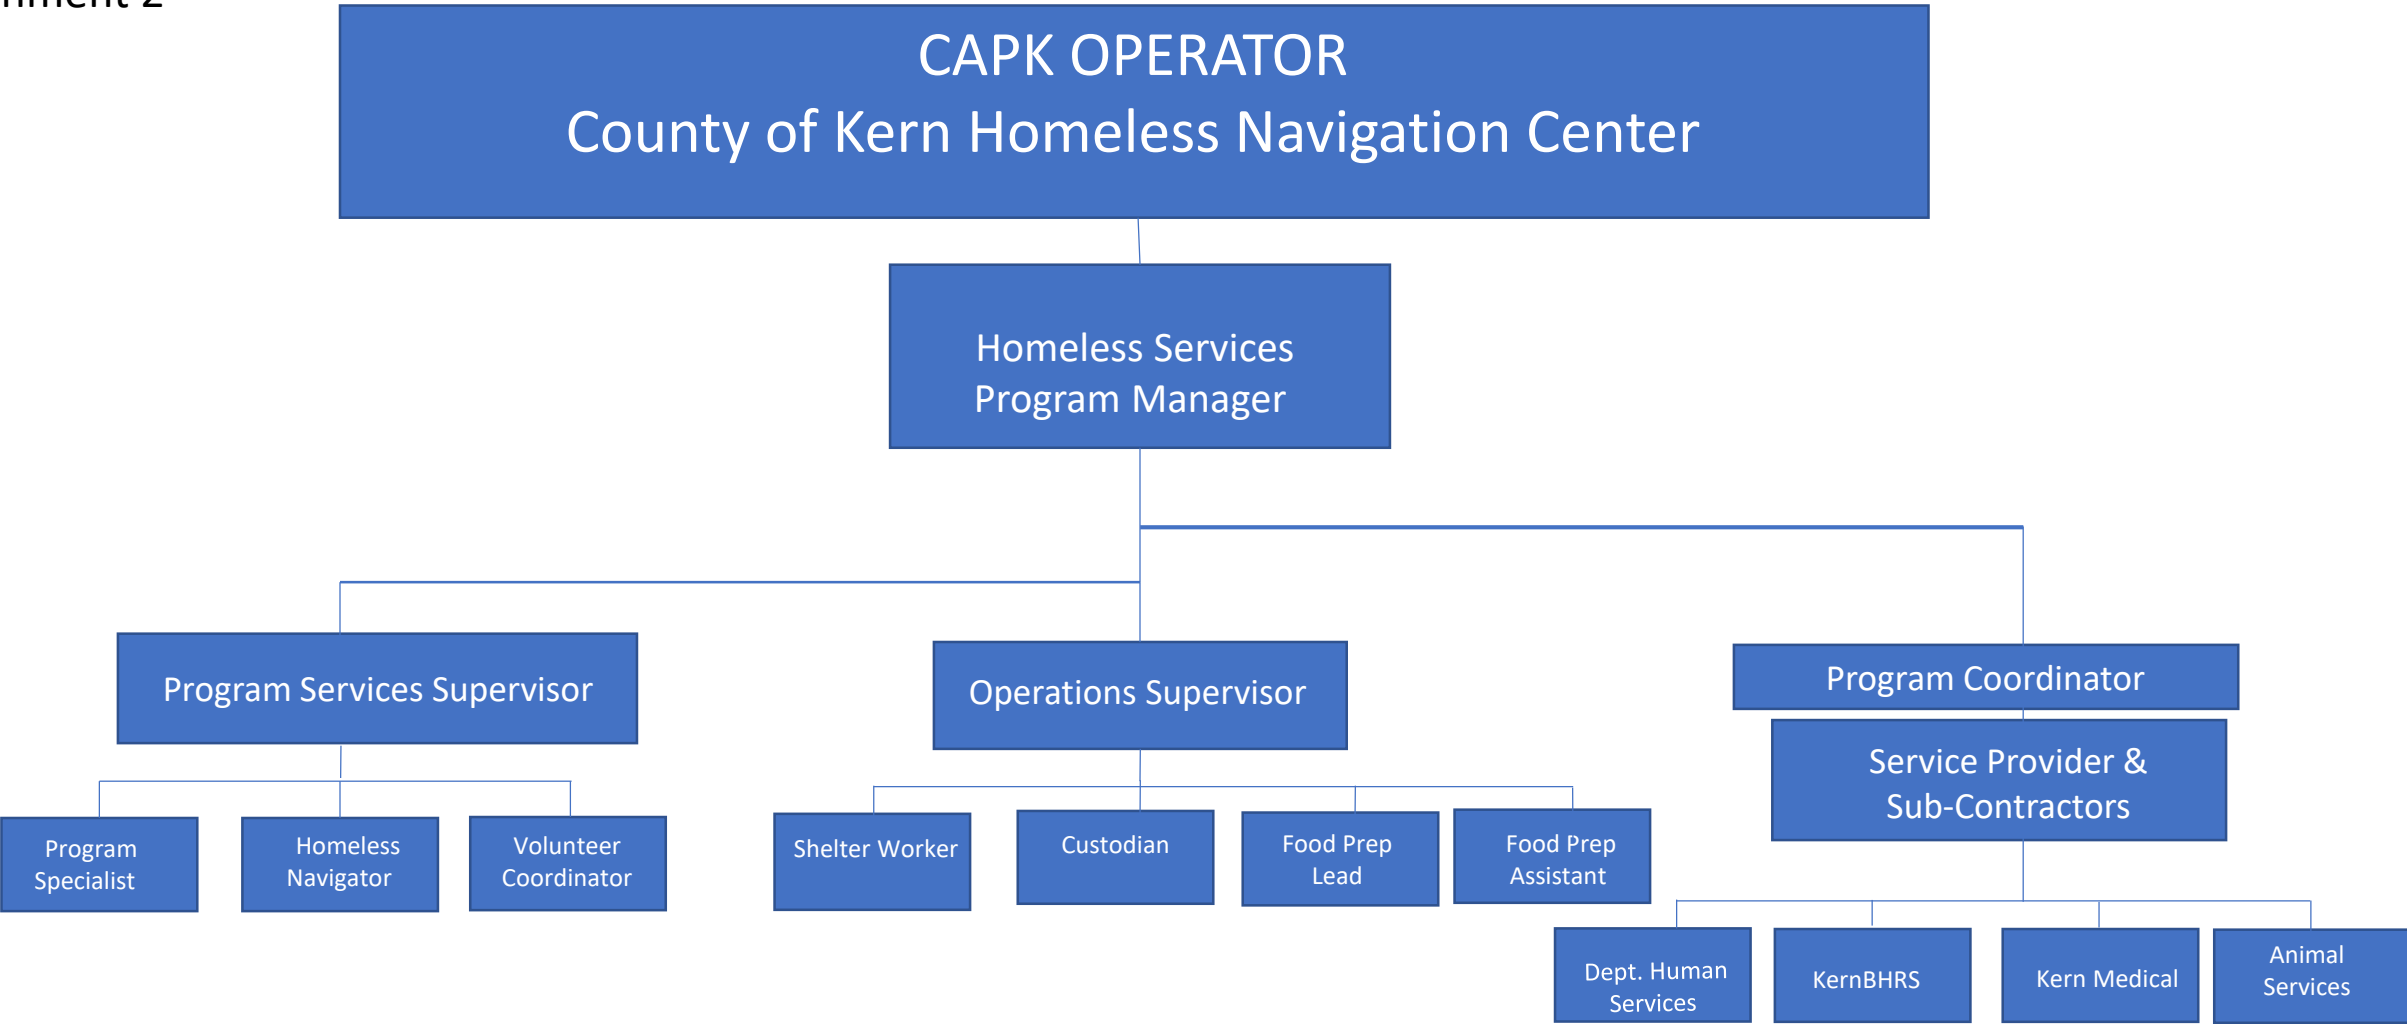 CAPK OPERATOR
County of Kern Homeless Navigation Center
Homeless Services
Program Manager
Program Services Supervisor
Operations Supervisor
Program Coordinator
Service Provider &
Sub-Contractors
Program
Specialist
Homeless
Navigator
Volunteer
Coordinator
Shelter Worker
Custodian
Food Prep
Lead
Food Prep
Assistant
Dept. Human
Services
KernBHRS
Kern Medical
Animal
Services